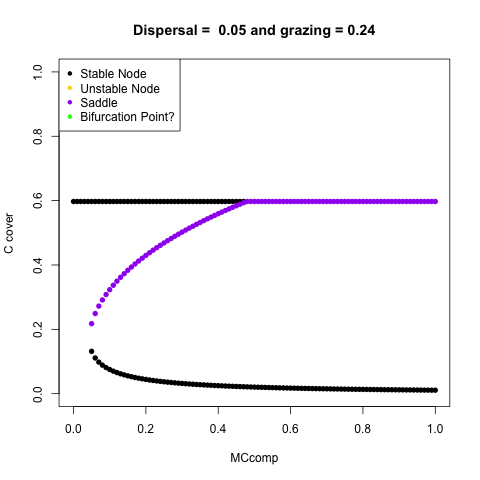 Dispersal =  0.05 and grazing = 0.24
Stable Node
Unstable Node
Saddle
Bifurcation Point?
C cover
1.0
0.8
0.6
0.4
0.2
0.0
0.0 0.2 0.4 0.6 0.8 1.0
MCcomp